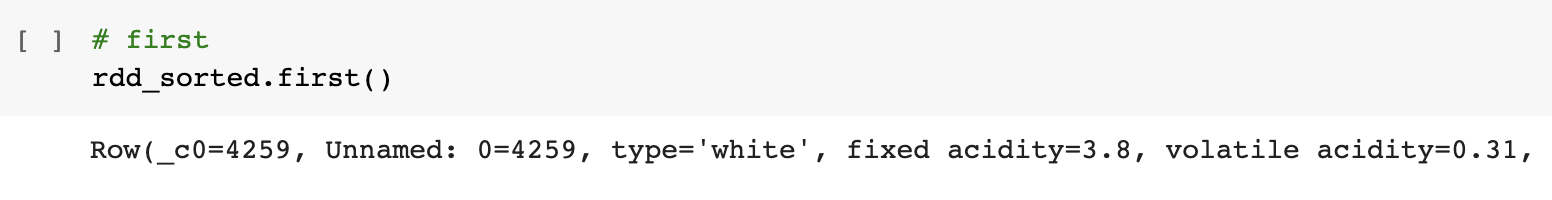 [ ] # first
rdd_sorted.first()
Row(_c0=4259, Unnamed: 0=4259, type='white', fixed acidity=3.8, volatile acidity=0.31,